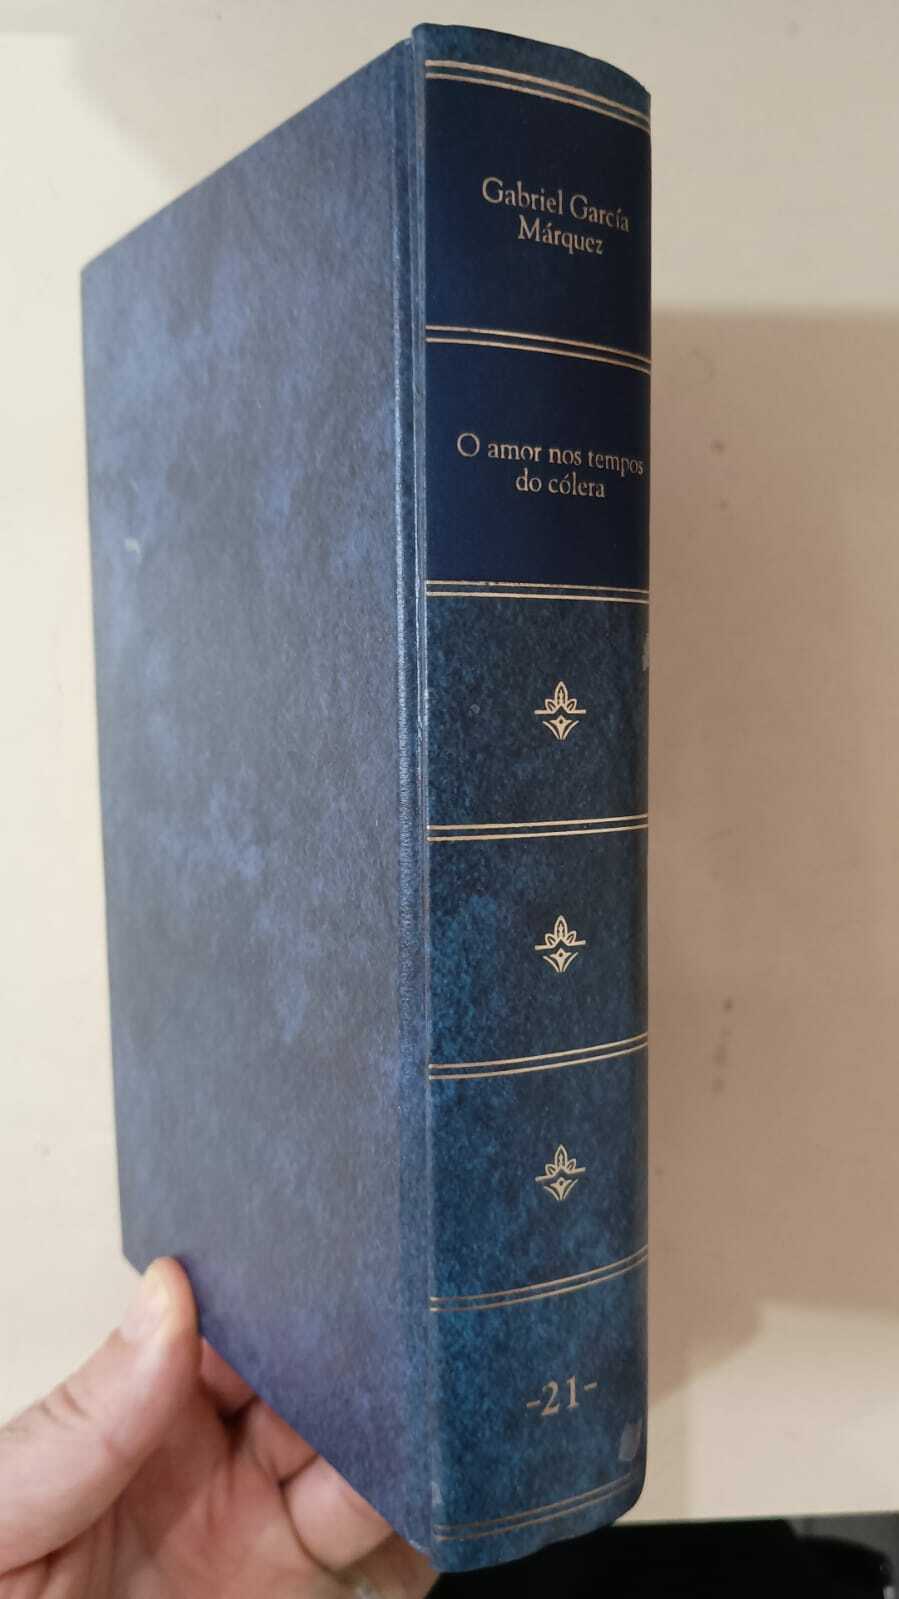 Gabriel García
Márquez
O amor nos tempos
do cólera
-21-